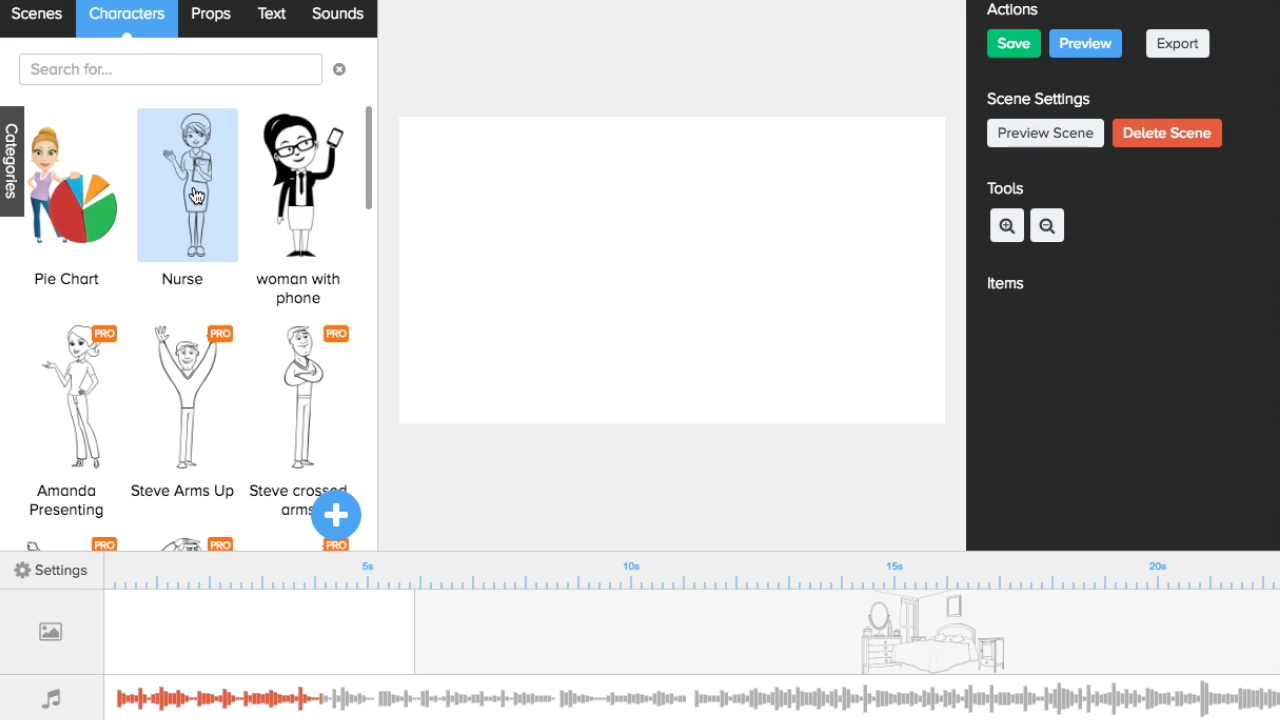 Scenes Characters Props Text Sounds
Search for...
Categories
Pie Chart
Nurse
woman with
phone
PRO
PRO
PRO
Amanda
Presenting
Steve Arms Up
Steve crossed
arms
PRO
PRO
PRO
Actions
Save Preview Export
Scene Settings
Preview Scene Delete Scene
Tools
Items
Settings
5s 10s 15s 20s